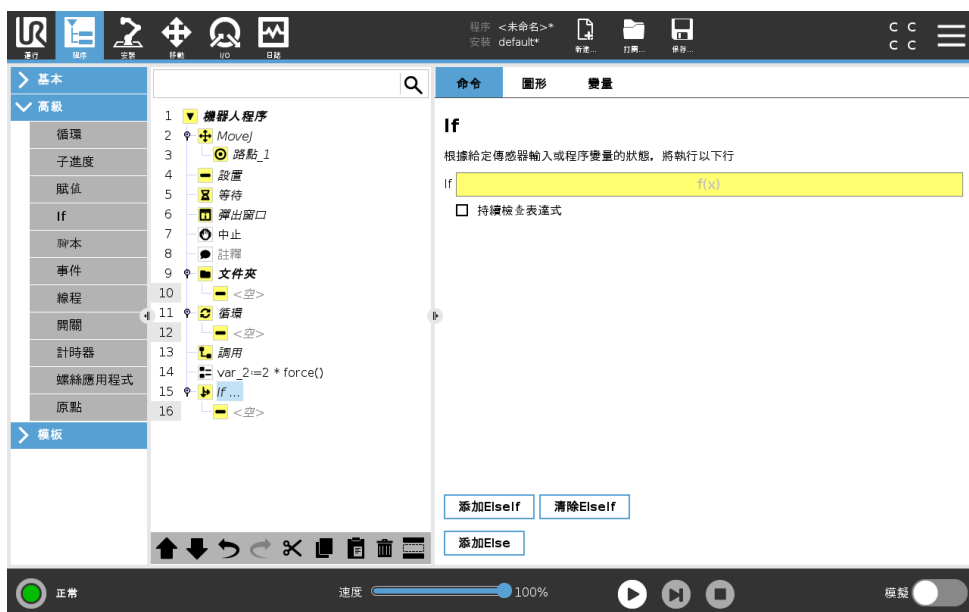 UR
運行
程序
安裝
移動
I/O
日誌
程序 <未命名>*
安裝 default*
新建...
打開...
保存...
C C
C C
基本
高級
循環
子進度
賦值
If
腳本
事件
線程
開關
計時器
螺絲應用程式
原點
模板
1 機器人程序
2 MoveJ
3 路點_1
4 設置
5 等待
6 彈出窗口
7 中止
8 註釋
9 文件夾
10 <空>
11 循環
12 <空>
13 調用
14 var_2:=2 * force()
15 If ...
16 <空>
命令 圖形 變量
If
根據給定傳感器輸入或程序變量的狀態，將執行以下行
If f(x)
持續檢查表達式
添加ElseIf 清除ElseIf
添加Else
正常
速度 100%
模擬